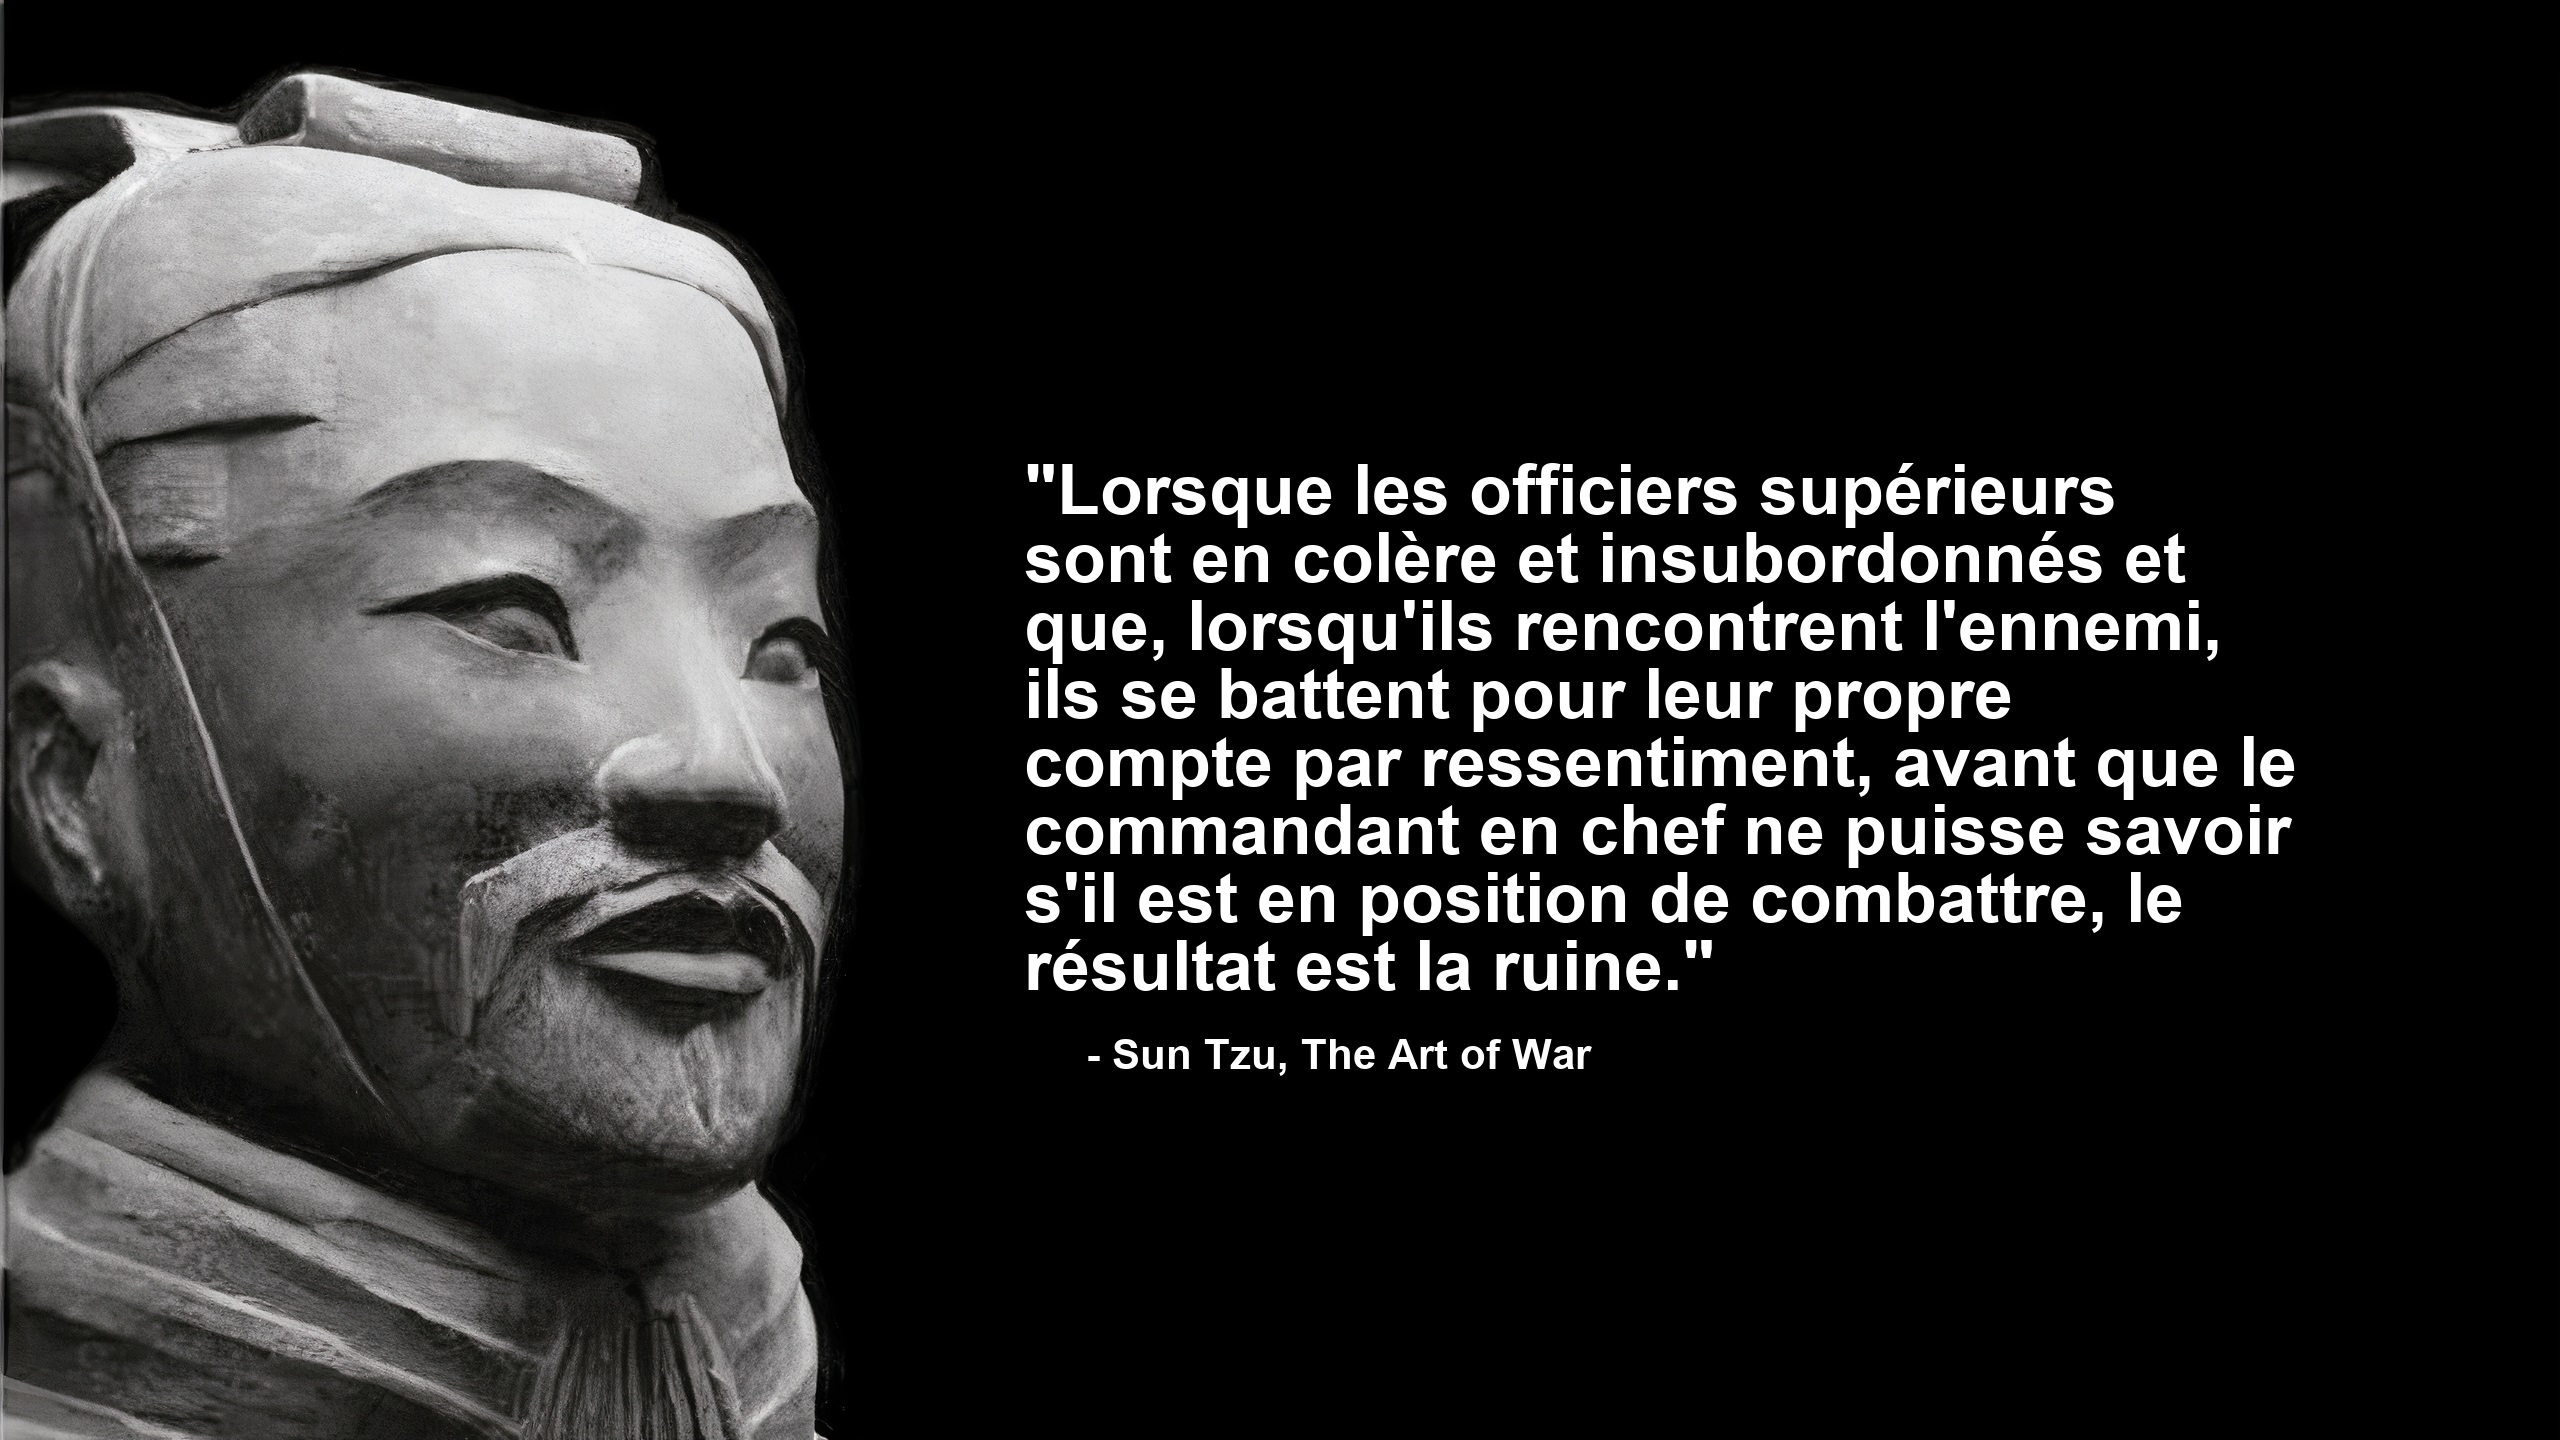 "Lorsque les officiers supérieurs
sont en colère et insubordonnés et
que, lorsqu'ils rencontrent l'ennemi,
ils se battent pour leur propre
compte par ressentiment, avant que le
commandant en chef ne puisse savoir
s'il est en position de combattre, le
résultat est la ruine."
- Sun Tzu, The Art of War